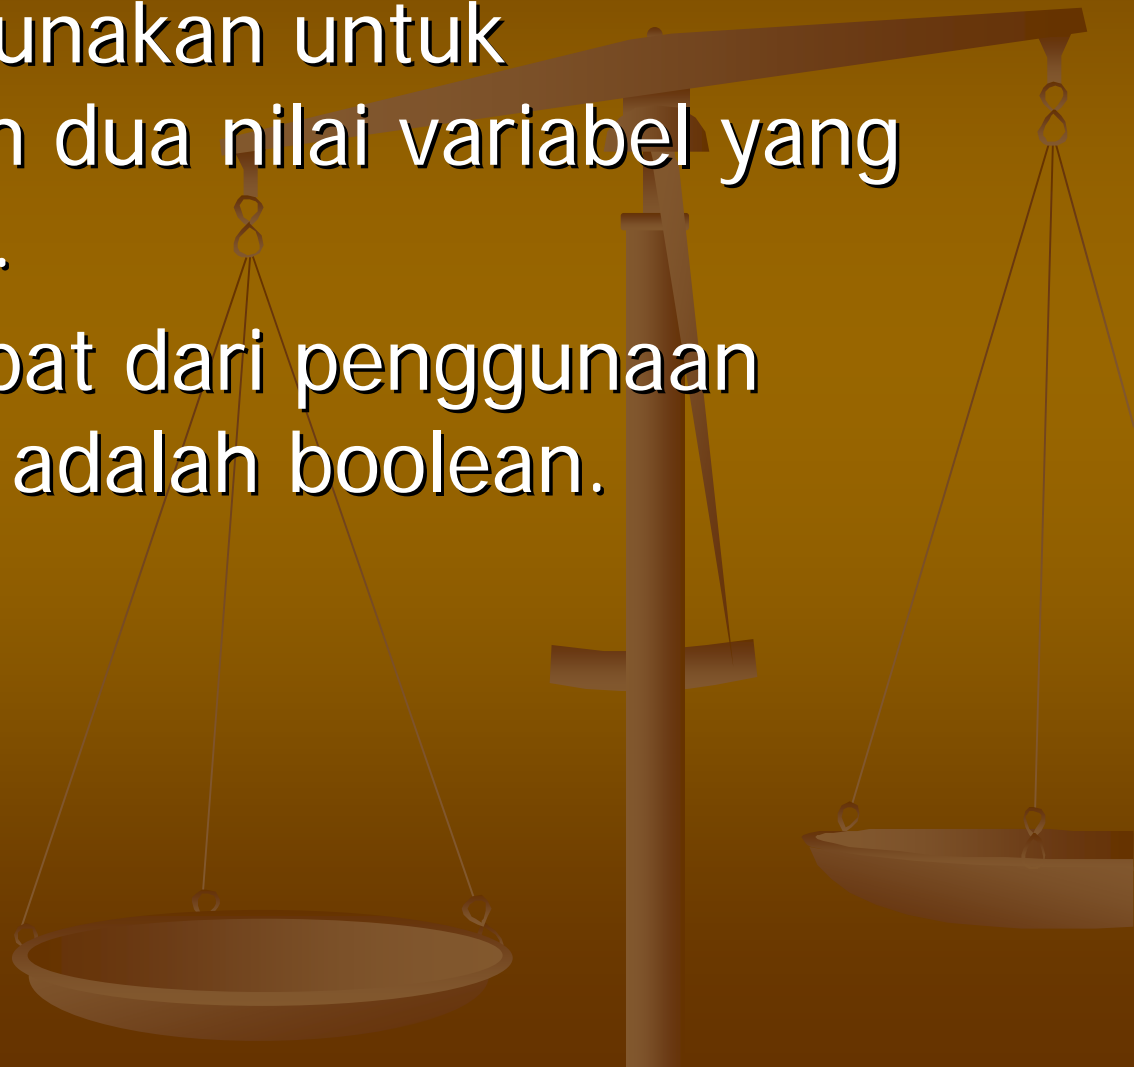 unakan untuk
n dua nilai variabel yang
.
pat dari penggunaan
adalah boolean.